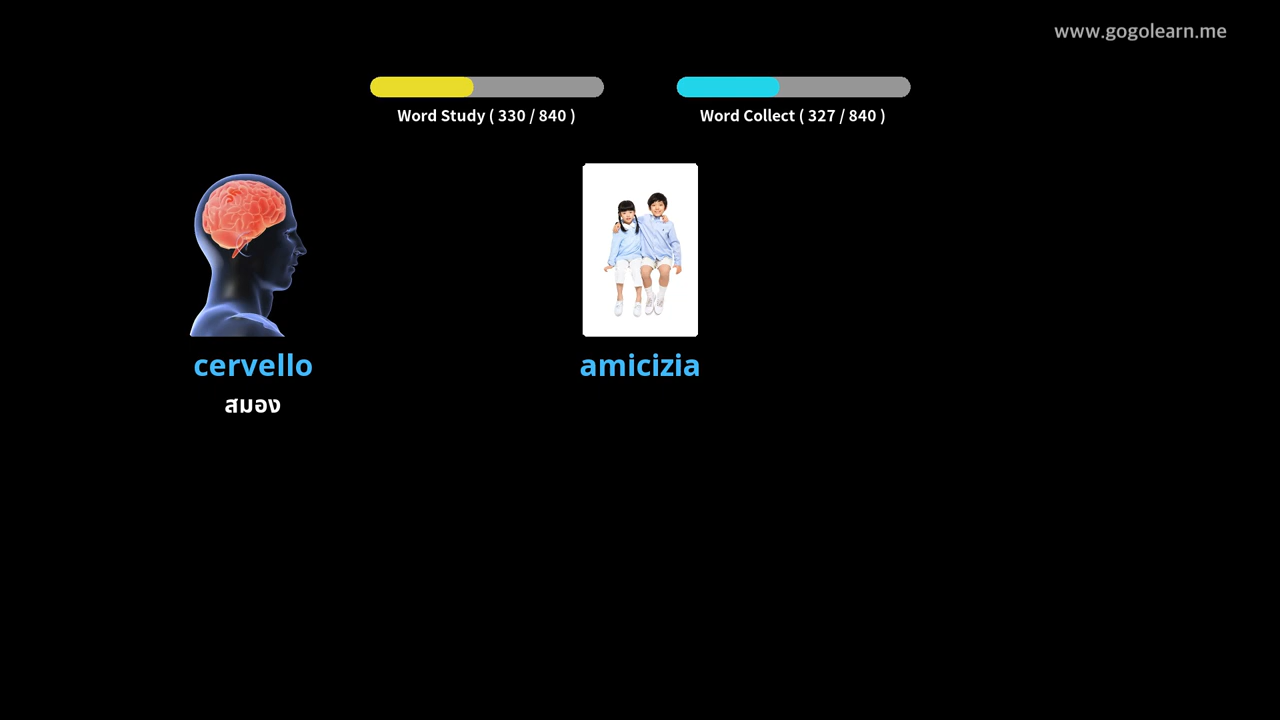 www.gogolearn.me
Word Study ( 330 / 840 )
Word Collect ( 327 / 840 )
cervello
amicizia
สมอง